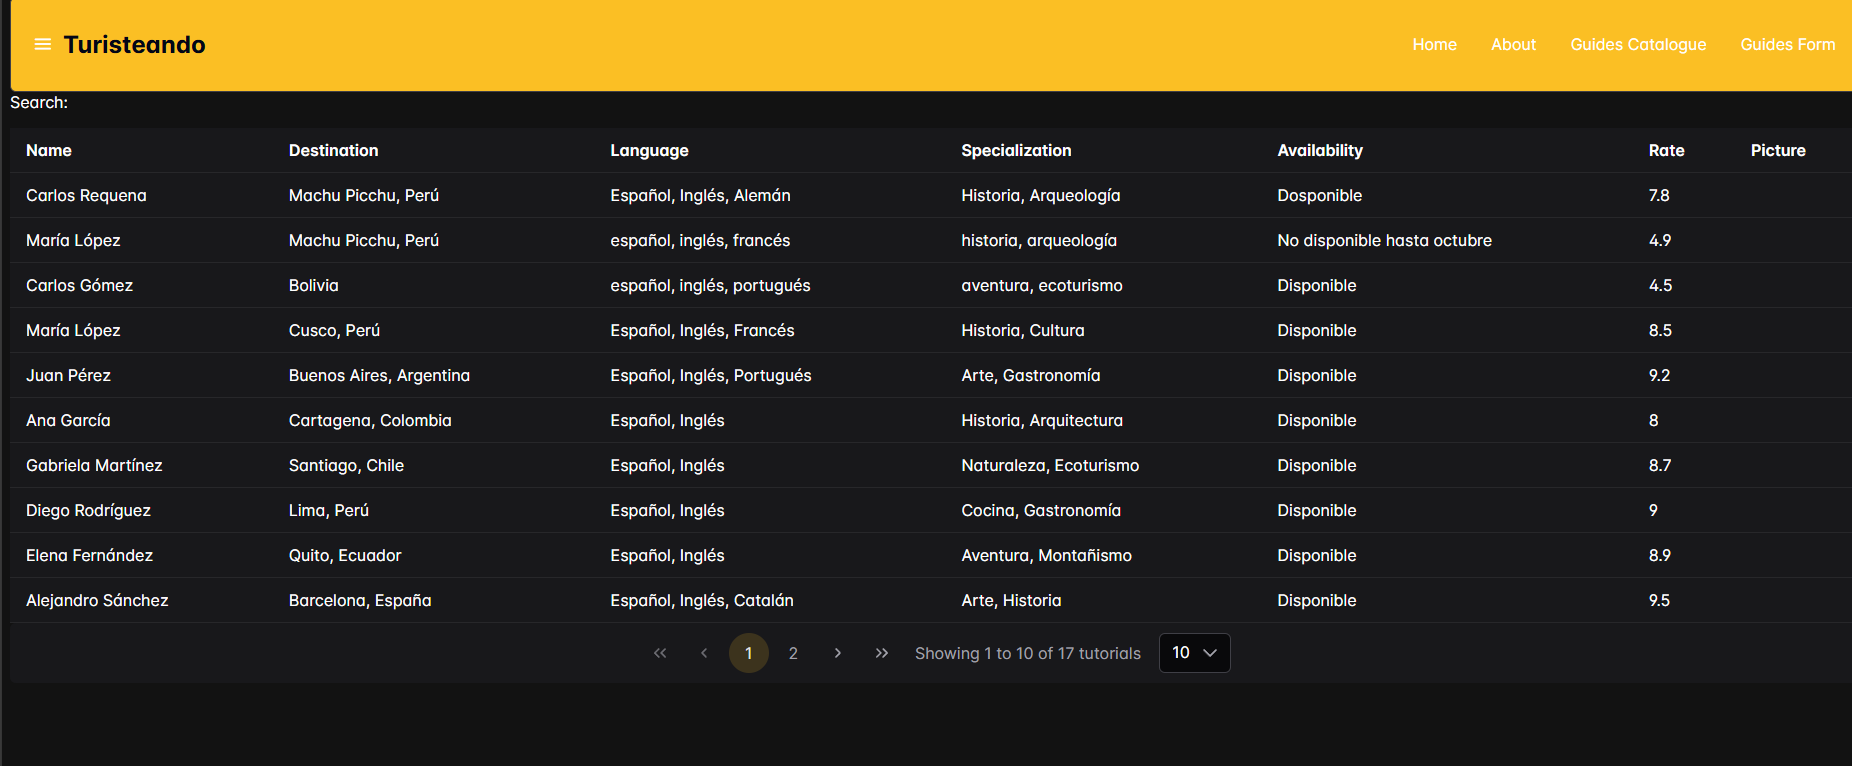 Turisteando Home About Guides Catalogue Guides Form
Search:
Name Destination Language Specialization Availability Rate Picture
Carlos Requena Machu Picchu, Perú Español, Inglés, Alemán Historia, Arqueología Dosponible 7.8
María López Machu Picchu, Perú español, inglés, francés historia, arqueología No disponible hasta octubre 4.9
Carlos Gómez Bolivia español, inglés, portugués aventura, ecoturismo Disponible 4.5
María López Cusco, Perú Español, Inglés, Francés Historia, Cultura Disponible 8.5
Juan Pérez Buenos Aires, Argentina Español, Inglés, Portugués Arte, Gastronomía Disponible 9.2
Ana García Cartagena, Colombia Español, Inglés Historia, Arquitectura Disponible 8
Gabriela Martínez Santiago, Chile Español, Inglés Naturaleza, Ecoturismo Disponible 8.7
Diego Rodríguez Lima, Perú Español, Inglés Cocina, Gastronomía Disponible 9
Elena Fernández Quito, Ecuador Español, Inglés Aventura, Montañismo Disponible 8.9
Alejandro Sánchez Barcelona, España Español, Inglés, Catalán Arte, Historia Disponible 9.5
1 2 Showing 1 to 10 of 17 tutorials 10